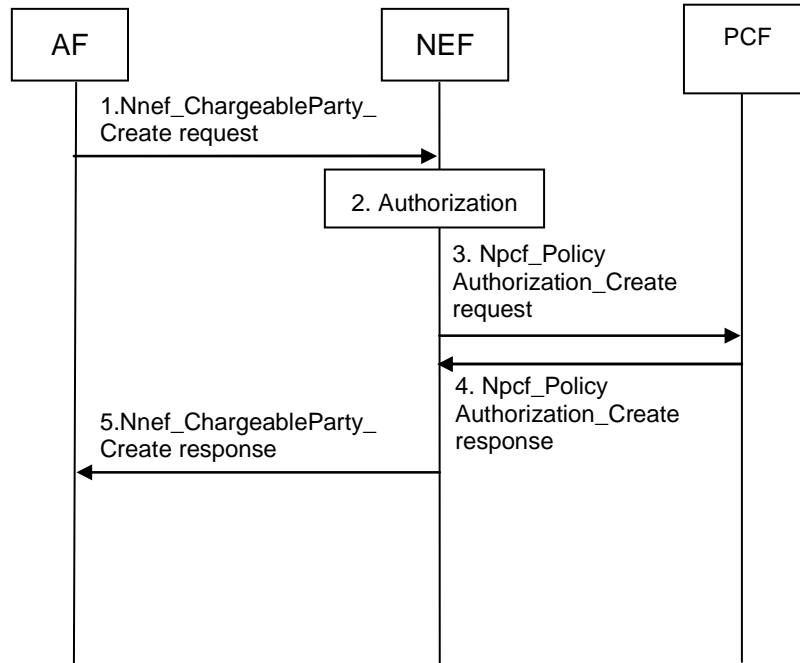 AF
NEF
PCF
1.Nnef_ChargeableParty_
Create request
2. Authorization
3. Npcf_Policy
Authorization_Create
request
4. Npcf_Policy
Authorization_Create
response
5.Nnef_ChargeableParty_
Create response